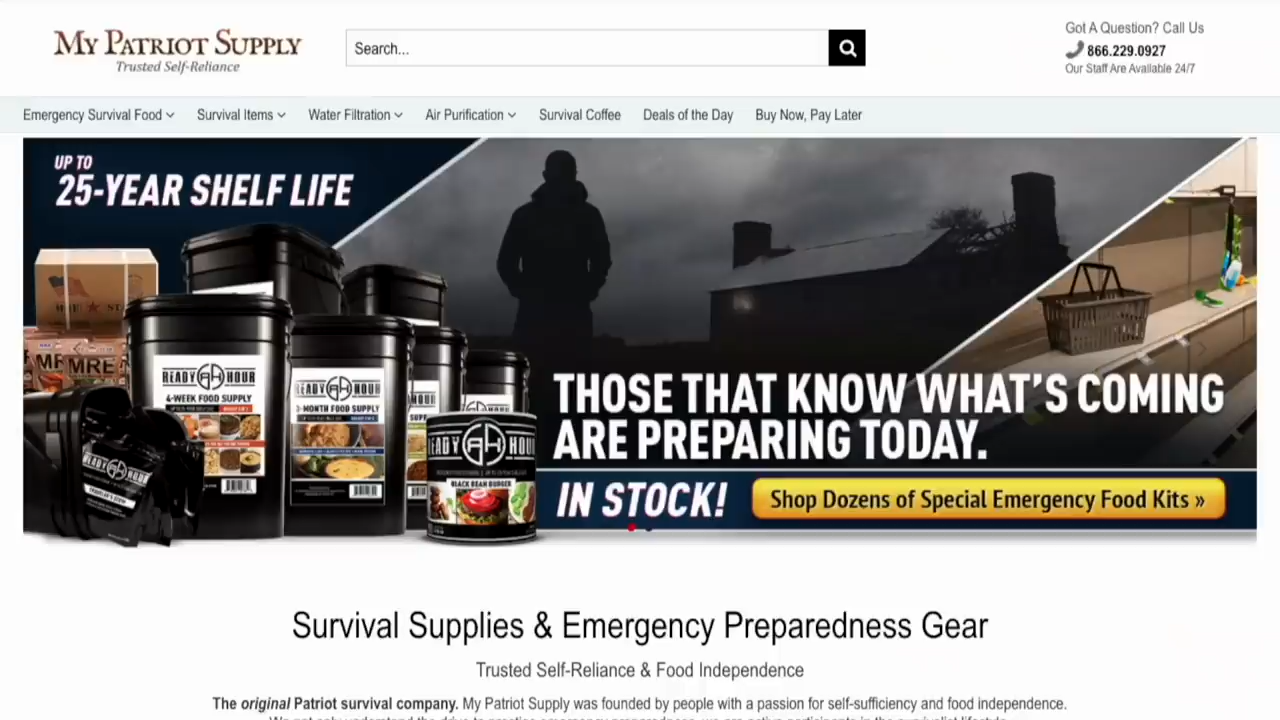 My Patriot Supply
Trusted Self-Reliance
Search...
Got A Question? Call Us
866.229.0927
Our Staff Are Available 24/7
Emergency Survival Food
Survival Items
Water Filtration
Air Purification
Survival Coffee
Deals of the Day
Buy Now, Pay Later
UP TO
25-YEAR SHELF LIFE
MRE
READY HOUR
4-WEEK FOOD SUPPLY
READY HOUR
3-MONTH FOOD SUPPLY
READY HOUR
BLACK BEAN BURGER
READY HOUR
THOSE THAT KNOW WHAT'S COMING
ARE PREPARING TODAY.
IN STOCK!
Shop Dozens of Special Emergency Food Kits »
Survival Supplies & Emergency Preparedness Gear
Trusted Self-Reliance & Food Independence
The original Patriot survival company. My Patriot Supply was founded by people with a passion for self-sufficiency and food independence.